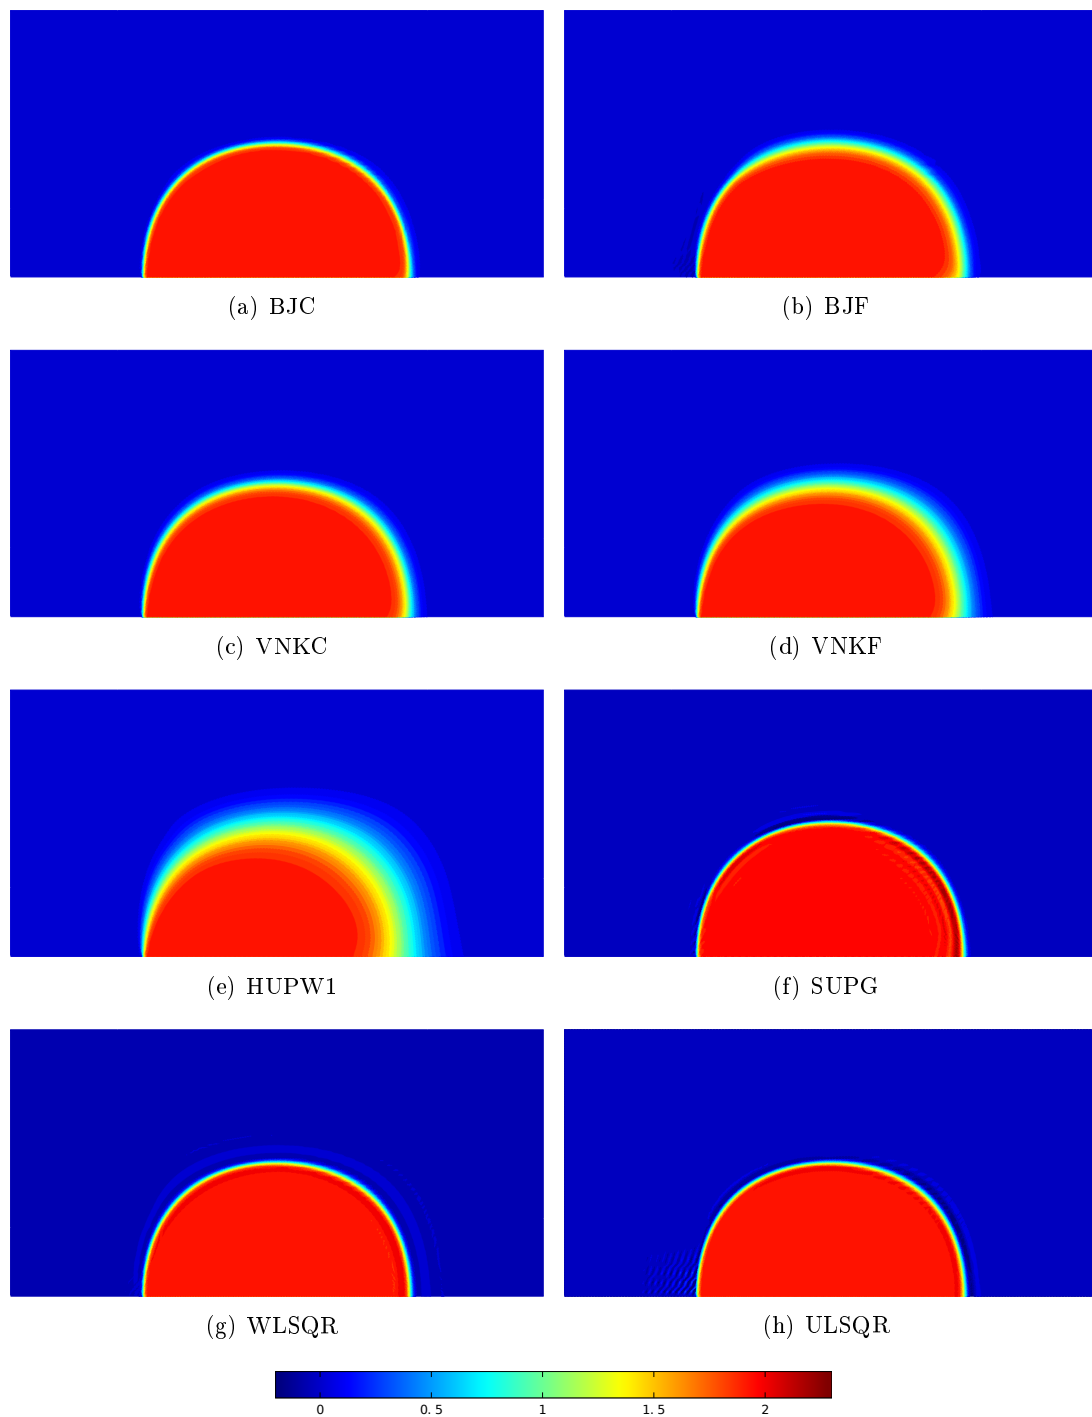 (a) BJC
(b) BJF
(c) VNKC
(d) VNKF
(e) HUPW1
(f) SUPG
(g) WLSQR
(h) ULSQR
0 0.5 1 1.5 2